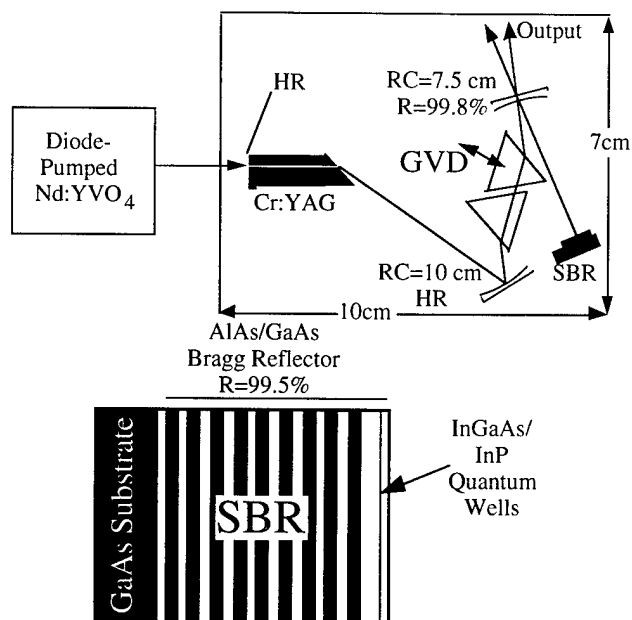 Output
HR
RC=7.5 cm
R=99.8%
Diode-
Pumped
Nd:YVO4
7cm
GVD
Cr:YAG
RC=10 cm
HR
SBR
10cm
AlAs/GaAs
Bragg Reflector
R=99.5%
GaAs Substrate
SBR
InGaAs/
InP
Quantum
Wells